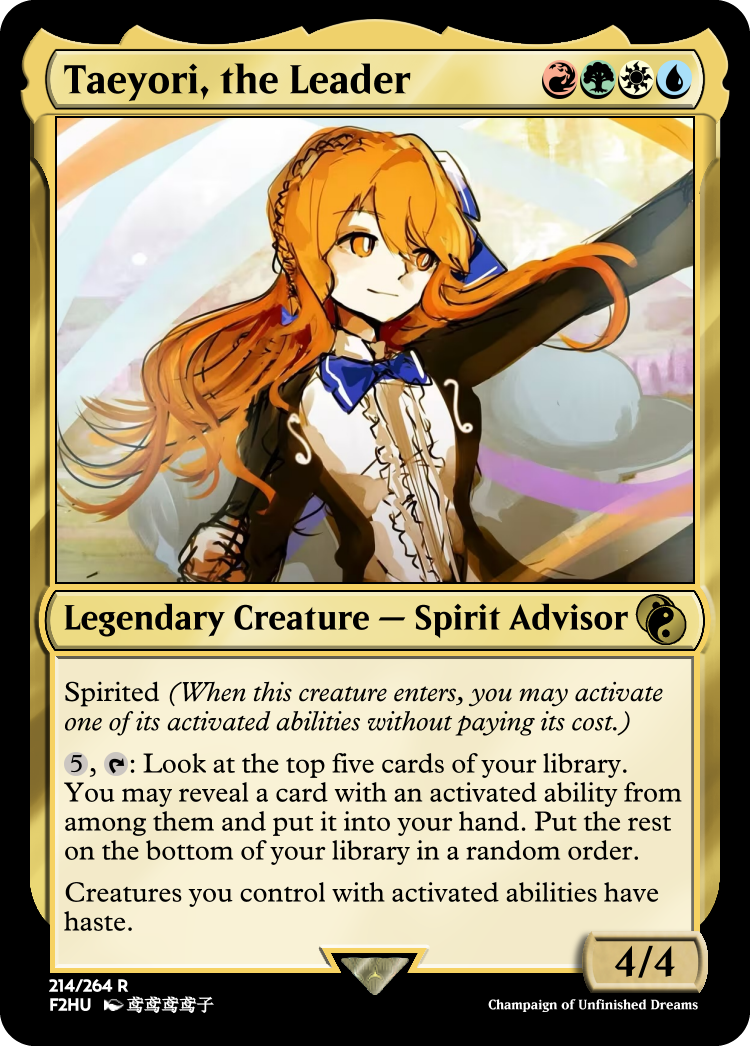 Taeyori, the Leader
Legendary Creature — Spirit Advisor
Spirited (When this creature enters, you may activate
one of its activated abilities without paying its cost.)
5, : Look at the top five cards of your library.
You may reveal a card with an activated ability from
among them and put it into your hand. Put the rest
on the bottom of your library in a random order.
Creatures you control with activated abilities have
haste.
4/4
214/264 R
F2HU 鸢鸢鸢鸢子
Champaign of Unfinished Dreams